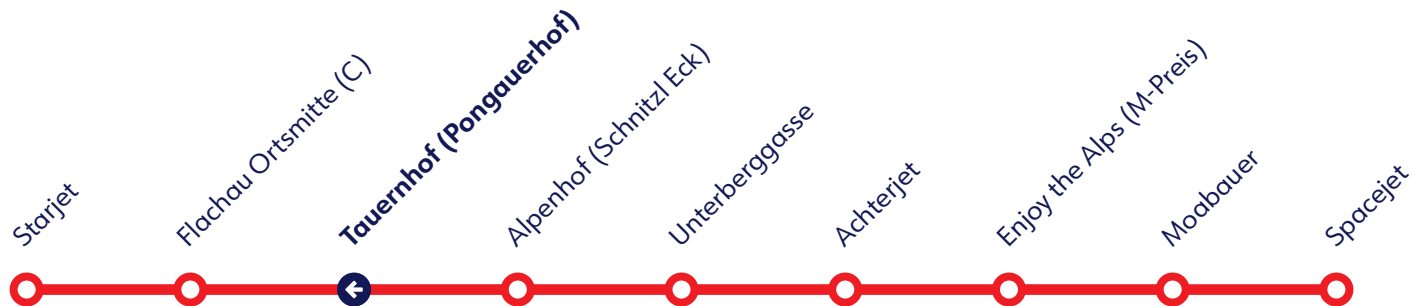 Starjet
Flachau Ortsmitte (C)
Tauernhof (Pongauerhof)
Alpenhof (Schnitzl Eck)
Unterberggasse
Achterjet
Enjoy the Alps (M-Preis)
Moabauer
Spacejet